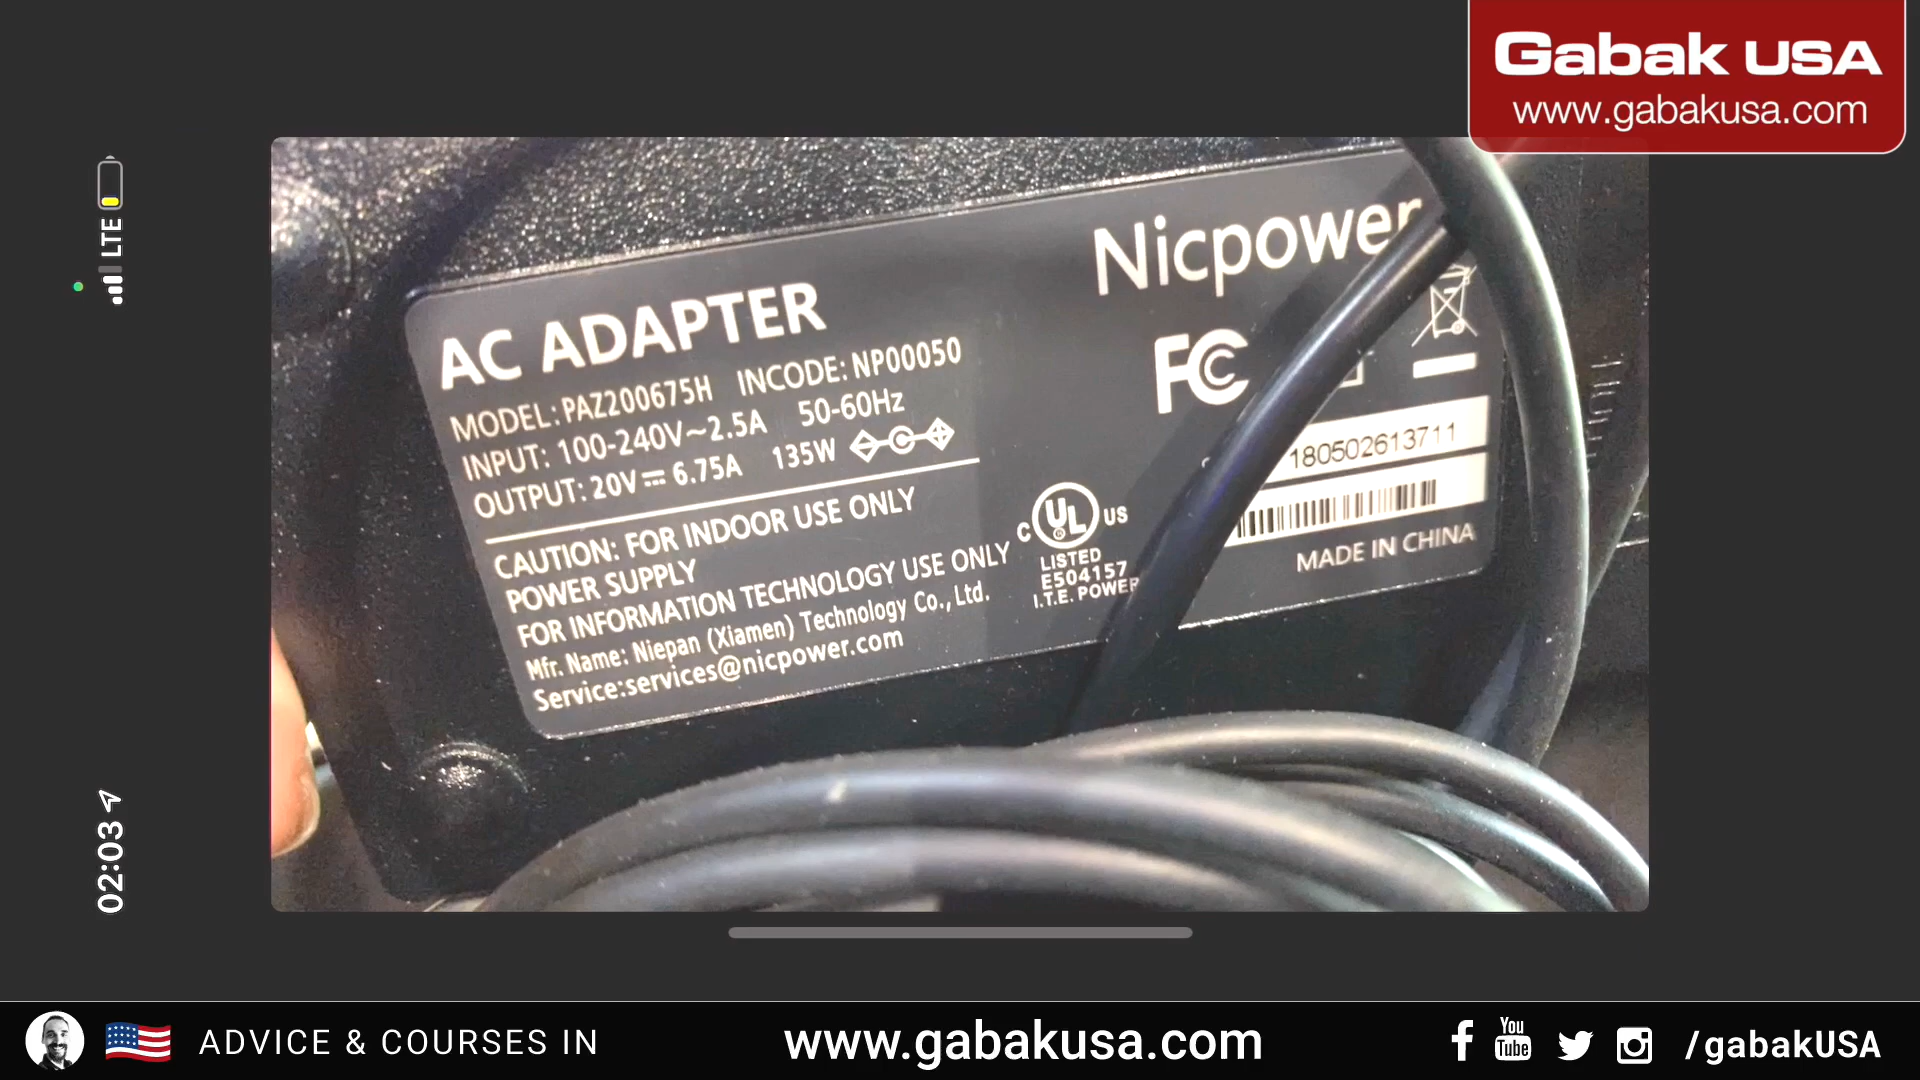 Gabak USA
www.gabakusa.com
LTE
02:03
Nicpower
AC ADAPTER
MODEL: PAZ200675H INCODE: NP00050
INPUT: 100-240V~2.5A 50-60Hz
OUTPUT: 20V⎓6.75A 135W
CAUTION: FOR INDOOR USE ONLY
POWER SUPPLY
FOR INFORMATION TECHNOLOGY USE ONLY
Mfr. Name: Niepan (Xiamen) Technology Co., Ltd.
Service:services@nicpower.com
FC
C UL US
LISTED
E504157
I.T.E. POWER
180502613711
MADE IN CHINA
ADVICE & COURSES IN
www.gabakusa.com
You
Tube
/gabakUSA